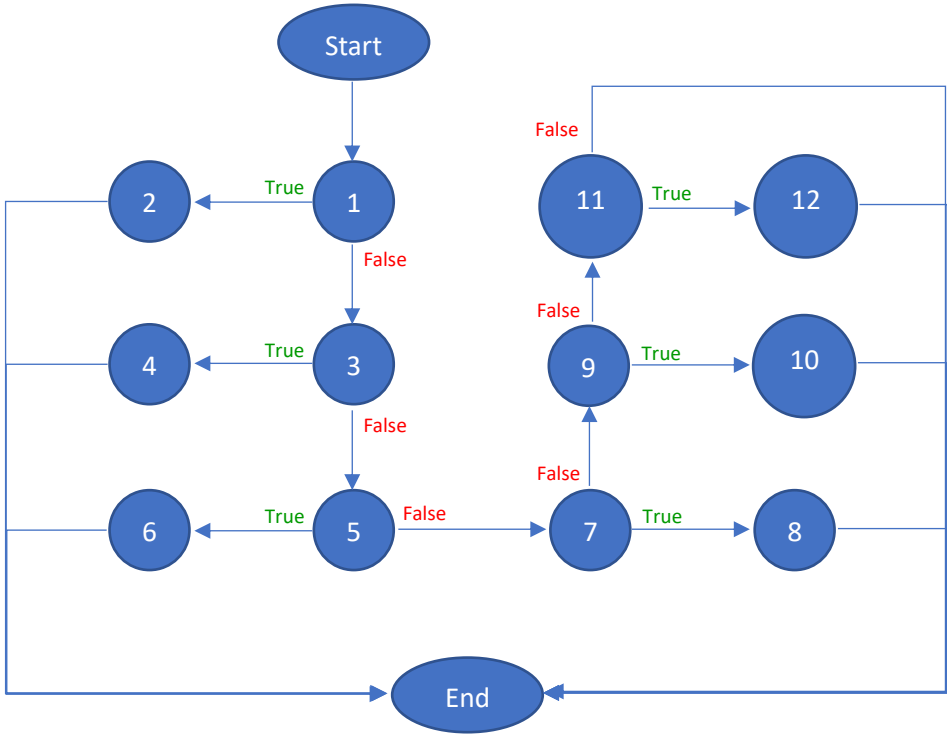 Start
False
2
True
1
11
True
12
False
False
4
True
3
9
True
10
False
False
6
True
5
False
7
True
8
End